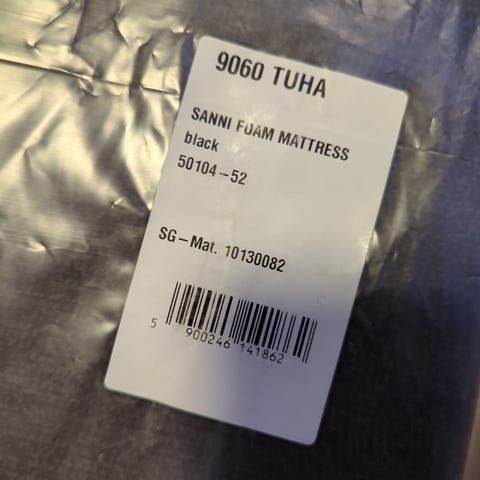 9060 TUHA
SANNI FOAM MATTRESS
black
50104-52
SG-Mat. 10130082
5 900246 141862